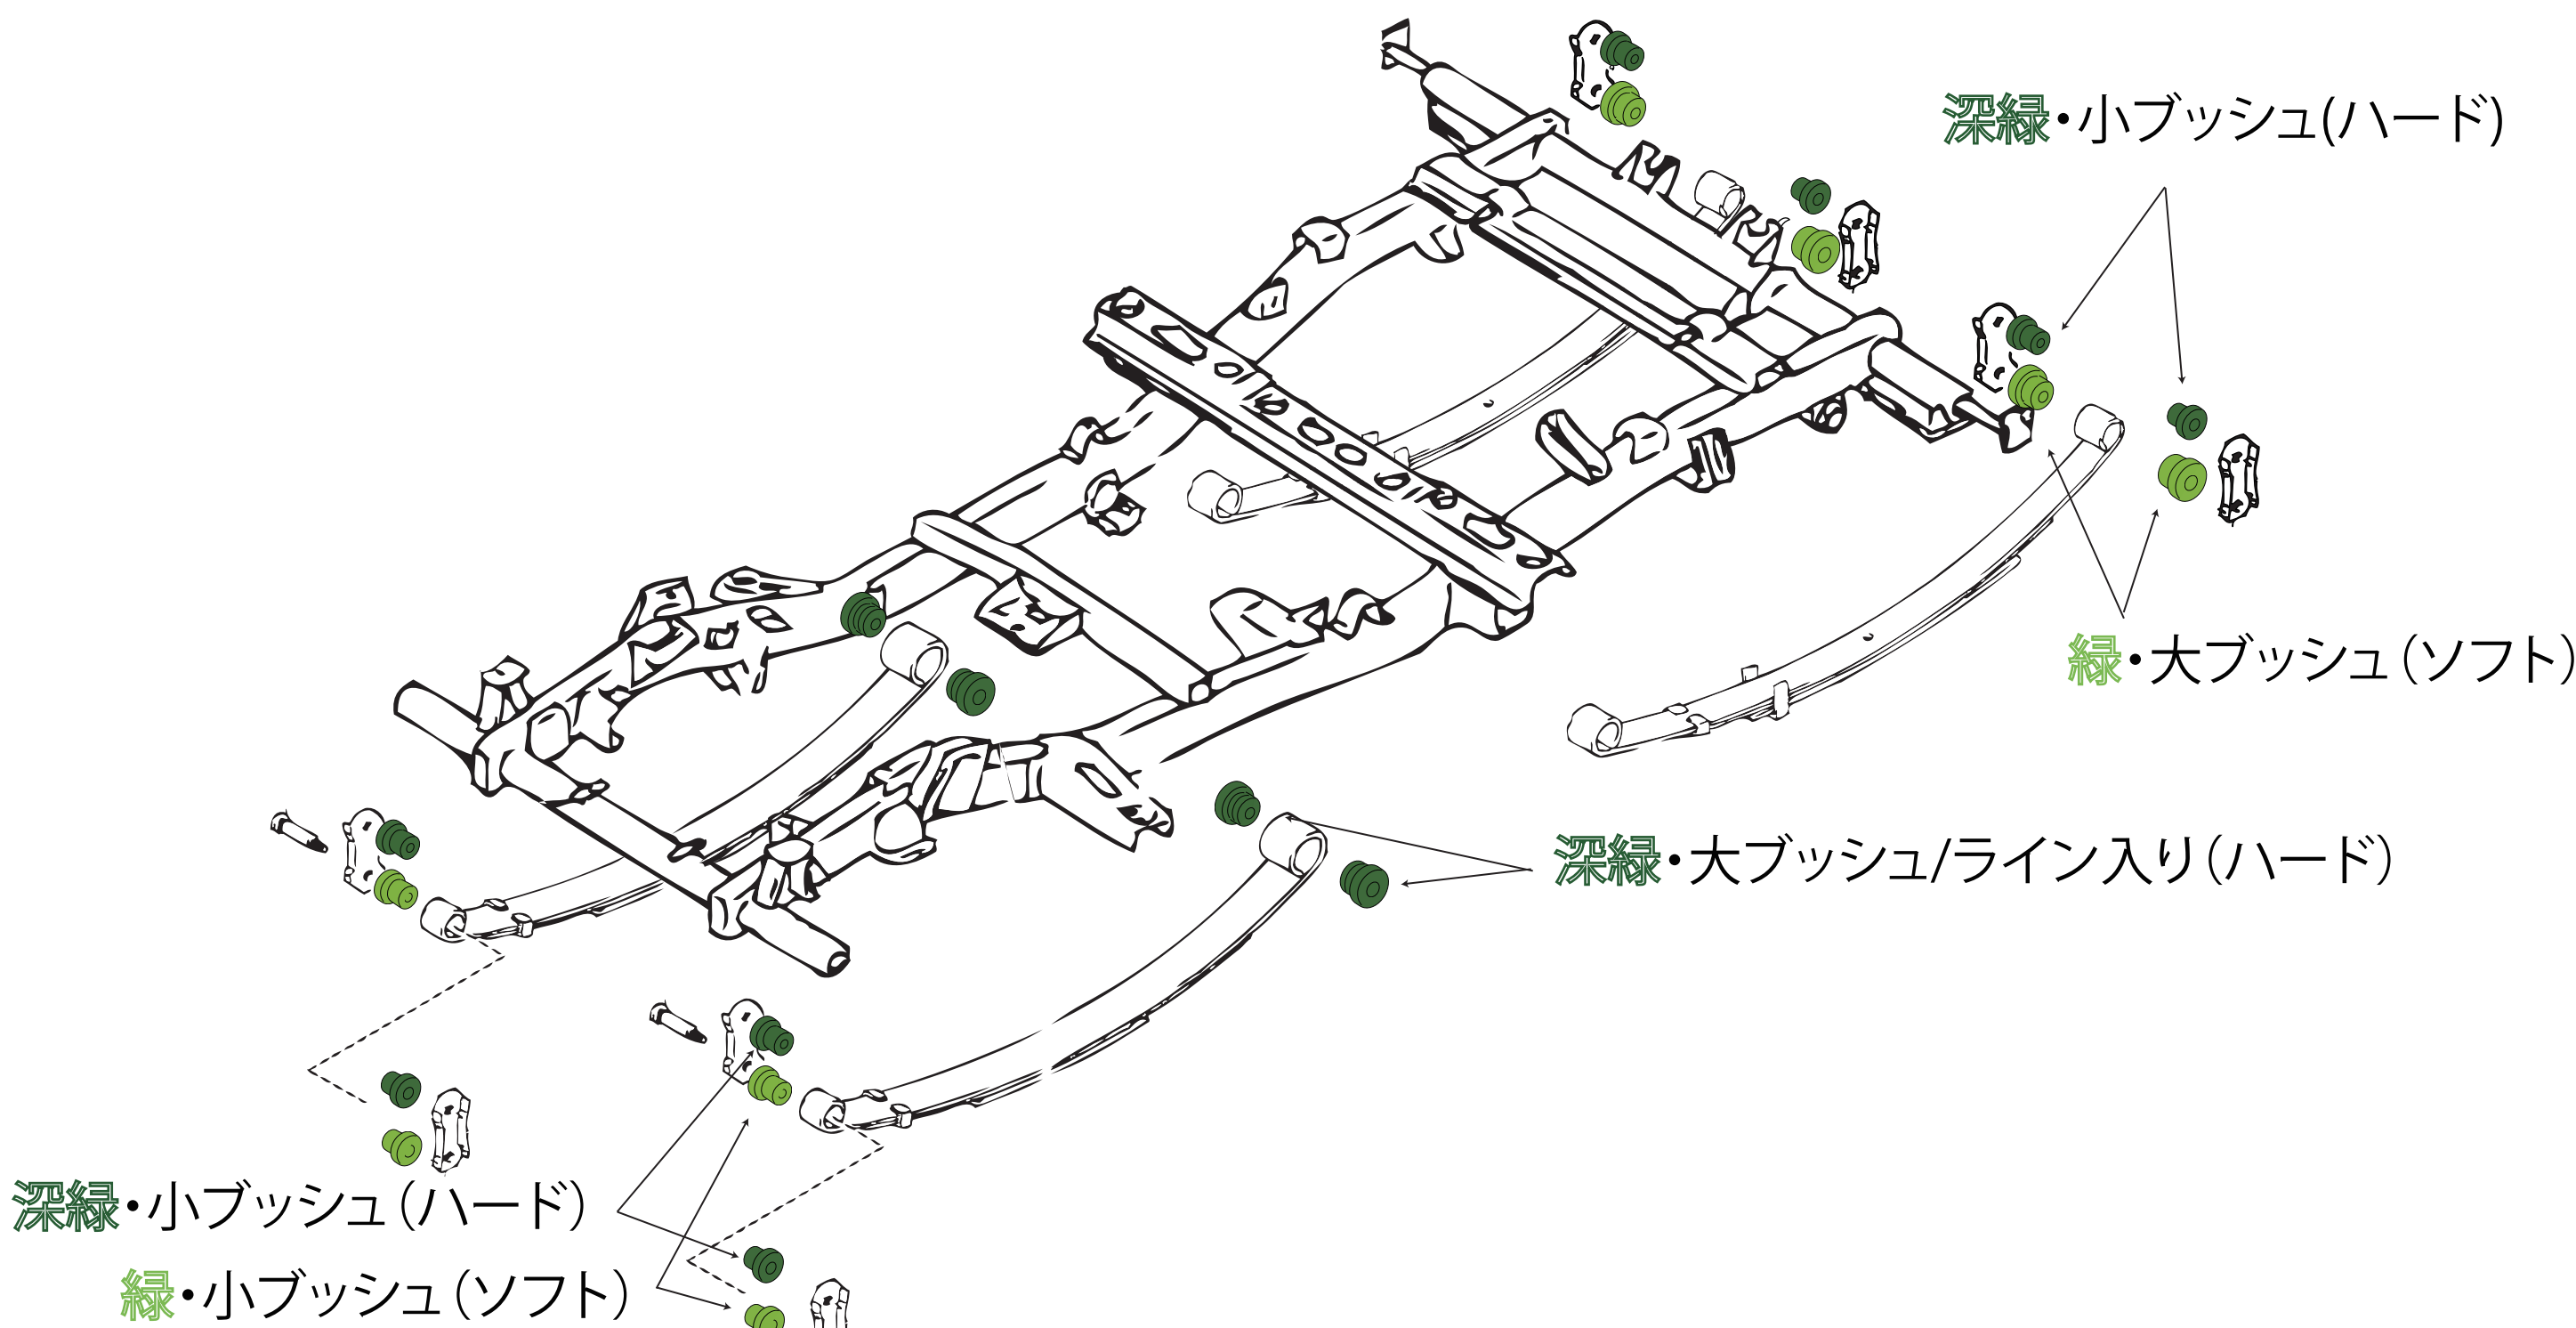 深緑・小ブッシュ(ハード)
緑・大ブッシュ(ソフト)
深緑・大ブッシュ/ライン入り(ハード)
深緑・小ブッシュ(ハード)
緑・小ブッシュ(ソフト)